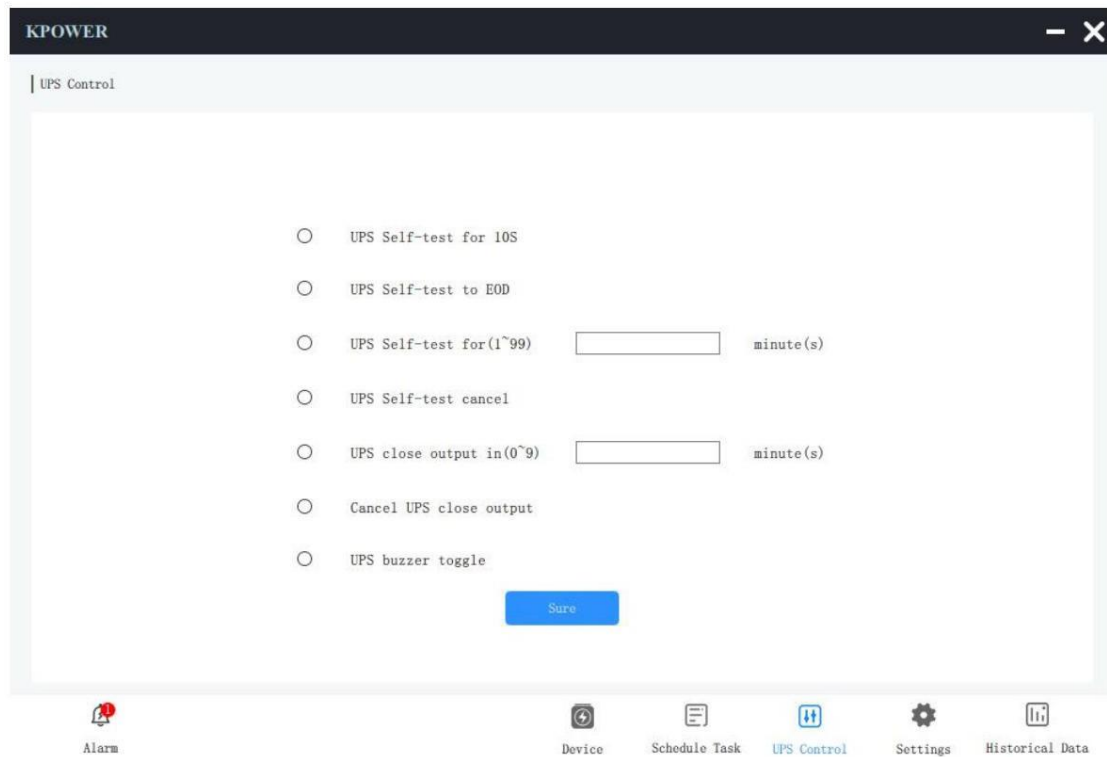 KPOWER
UPS Control
UPS Self-test for 10S
UPS Self-test to EOD
UPS Self-test for(1~99) minute(s)
UPS Self-test cancel
UPS close output in(0~9) minute(s)
Cancel UPS close output
UPS buzzer toggle
Sure
1
Alarm Device Schedule Task UPS Control Settings Historical Data